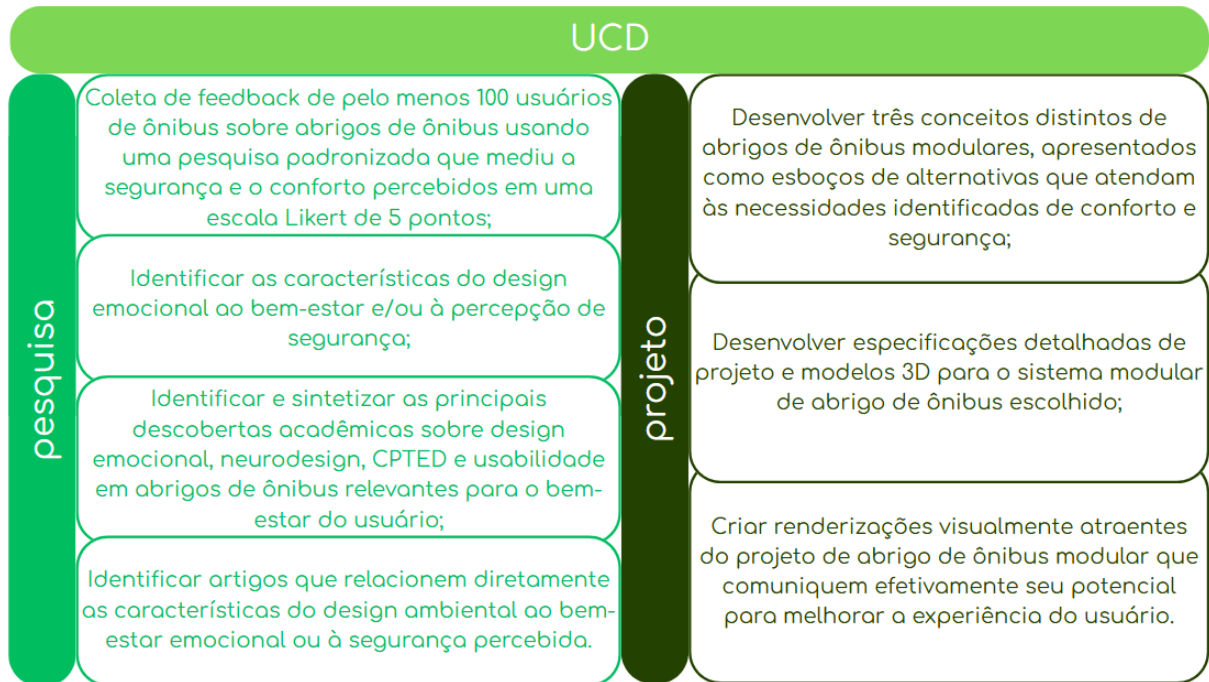 UCD
pesquisa
Coleta de feedback de pelo menos 100 usuários
de ônibus sobre abrigos de ônibus usando
uma pesquisa padronizada que mediu a
segurança e o conforto percebidos em uma
escala Likert de 5 pontos;
Identificar as características do design
emocional ao bem-estar e/ou à percepção de
segurança;
Identificar e sintetizar as principais
descobertas acadêmicas sobre design
emocional, neurodesign, CPTED e usabilidade
em abrigos de ônibus relevantes para o bem-
estar do usuário;
Identificar artigos que relacionem diretamente
as características do design ambiental ao bem-
estar emocional ou à segurança percebida.
projeto
Desenvolver três conceitos distintos de
abrigos de ônibus modulares, apresentados
como esboços de alternativas que atendam
às necessidades identificadas de conforto e
segurança;
Desenvolver especificações detalhadas de
projeto e modelos 3D para o sistema modular
de abrigo de ônibus escolhido;
Criar renderizações visualmente atraentes
do projeto de abrigo de ônibus modular que
comuniquem efetivamente seu potencial
para melhorar a experiência do usuário.